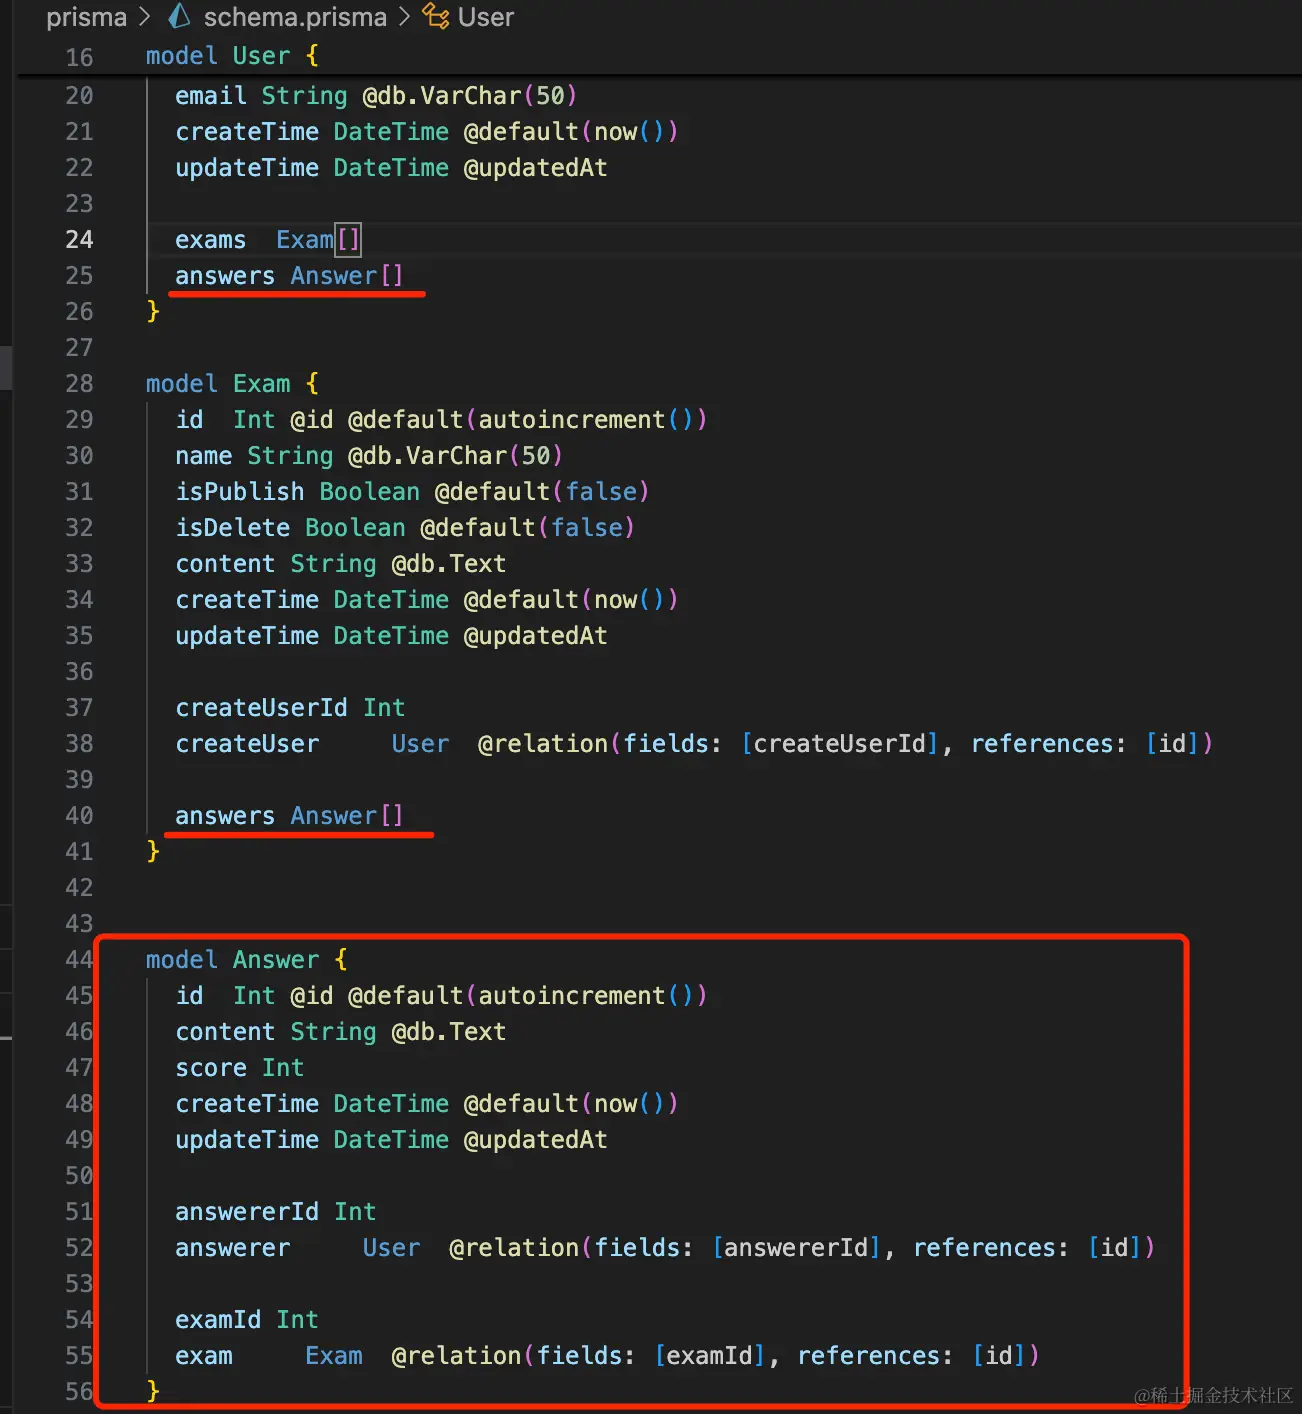 prisma > schema.prisma > User
16 model User {
20 email String @db.VarChar(50)
21 createTime DateTime @default(now())
22 updateTime DateTime @updatedAt
23
24 exams  Exam[]
25 answers Answer[]
26 }
27
28 model Exam {
29 id  Int @id @default(autoincrement())
30 name String @db.VarChar(50)
31 isPublish Boolean @default(false)
32 isDelete Boolean @default(false)
33 content String @db.Text
34 createTime DateTime @default(now())
35 updateTime DateTime @updatedAt
36
37 createUserId Int
38 createUser     User  @relation(fields: [createUserId], references: [id])
39
40 answers Answer[]
41 }
42
43
44 model Answer {
45 id  Int @id @default(autoincrement())
46 content String @db.Text
47 score Int
48 createTime DateTime @default(now())
49 updateTime DateTime @updatedAt
50
51 answererId Int
52 answerer     User  @relation(fields: [answererId], references: [id])
53
54 examId Int
55 exam     Exam  @relation(fields: [examId], references: [id])
56 }
@稀土掘金技术社区